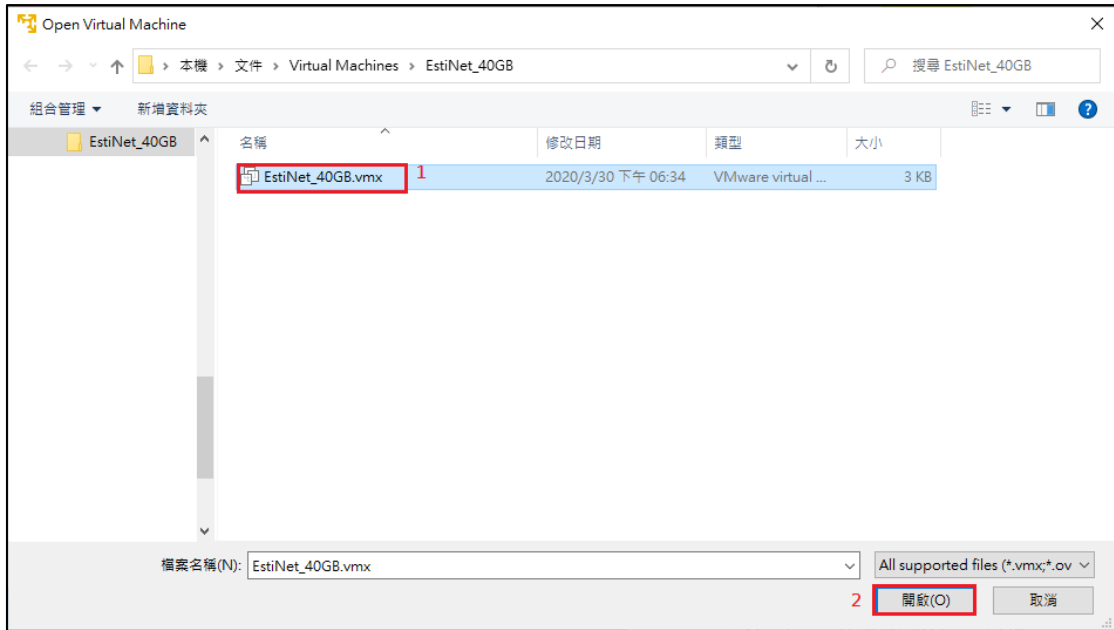 Open Virtual Machine
本機 › 文件 › Virtual Machines › EstiNet_40GB
搜尋 EstiNet_40GB
組合管理 新增資料夾
EstiNet_40GB
名稱 修改日期 類型 大小
EstiNet_40GB.vmx 1 2020/3/30 下午 06:34 VMware virtual ... 3 KB
檔案名稱(N): EstiNet_40GB.vmx All supported files (*.vmx;*.ov
2 開啟(O) 取消